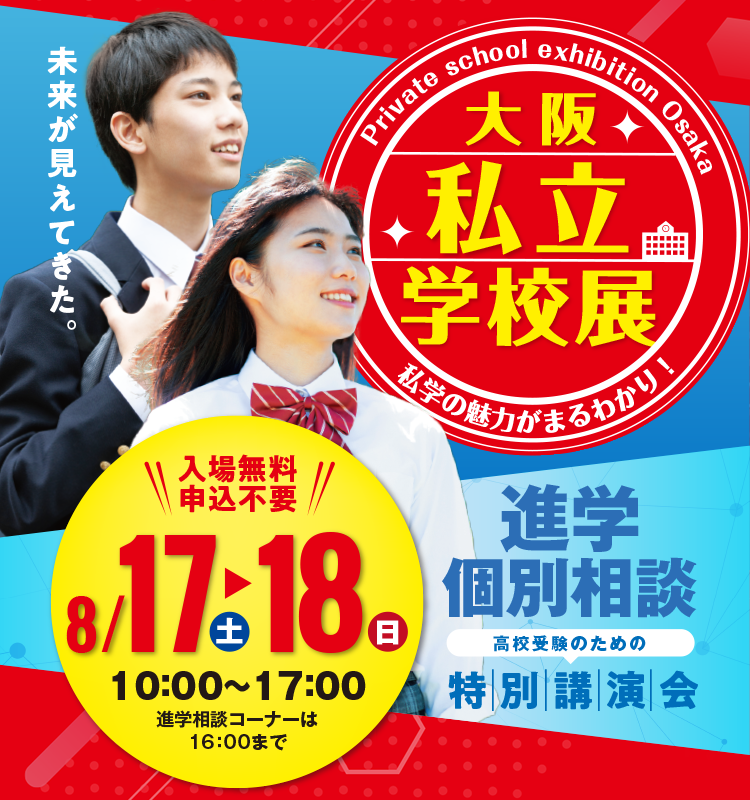 未来が見えてきた。
Private school exhibition Osaka
大阪
私立
学校展
私学の魅力がまるわかり！
入場無料
申込不要
8/17土▶18日
10:00〜17:00
進学相談コーナーは
16:00まで
進学
個別相談
高校受験のための
特別講演会